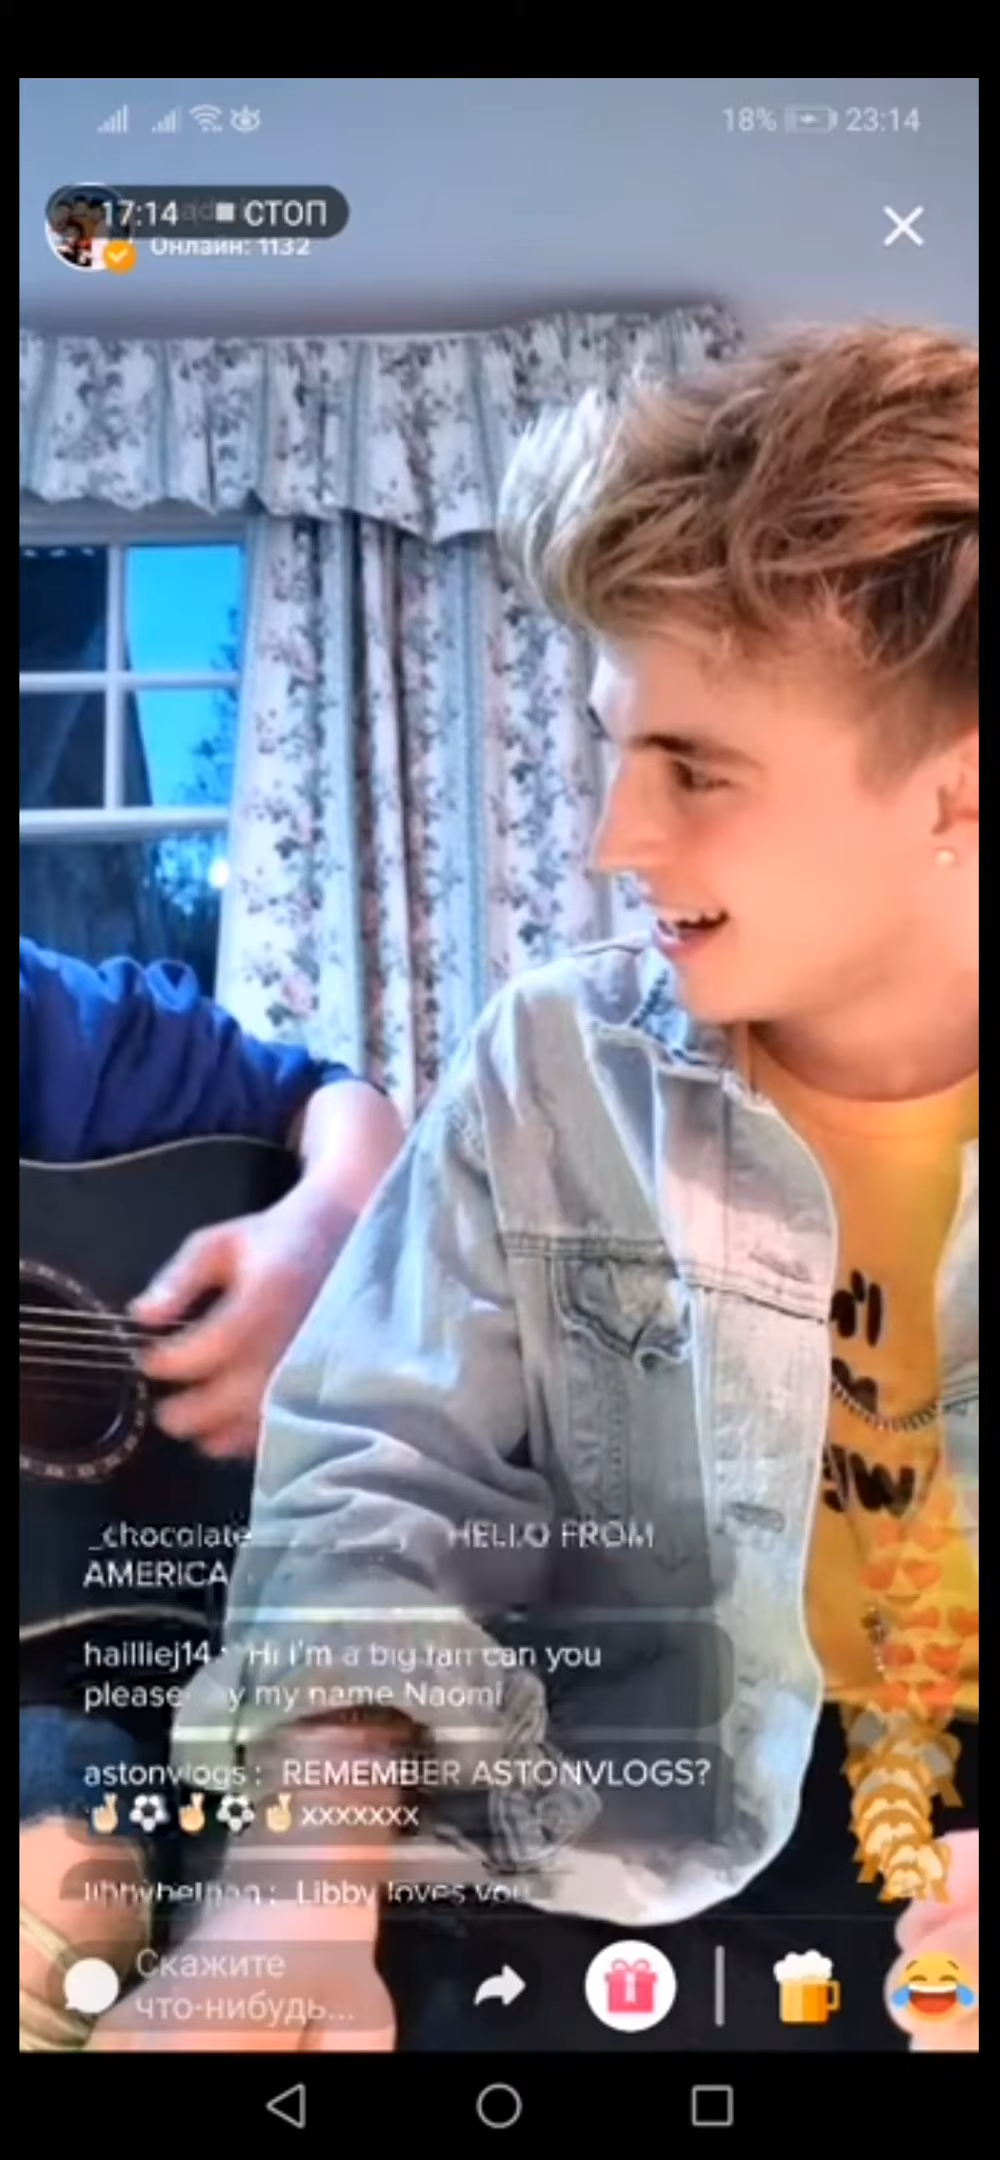 18% 23:14
17:14 СТОП
Онлайн: 1132
I'm
_chocolate HELLO FROM
AMERICA
hailliej14 : Hi i'm a big fan can you
please y my name Naomi
astonvlogs : REMEMBER ASTONVLOGS?
🤞⚽🤞⚽🤞xxxxxxx
Libby loves you
Скажите
что-нибудь...